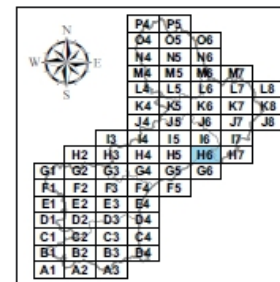 N
W E
S
P4 P5
O4 O5 O6
N4 N5 N6
M4 M5 M6 M7
L4 L5 L6 L7 L8
K4 K5 K6 K7 K8
J4 J5 J6 J7 J8
I3 I4 I5 I6 I7
H2 H3 H4 H5 H6 H7
G1 G2 G3 G4 G5 G6
F1 F2 F3 F4 F5
E1 E2 E3 E4
D1 D2 D3 D4
C1 C2 C3 C4
B1 B2 B3 B4
A1 A2 A3